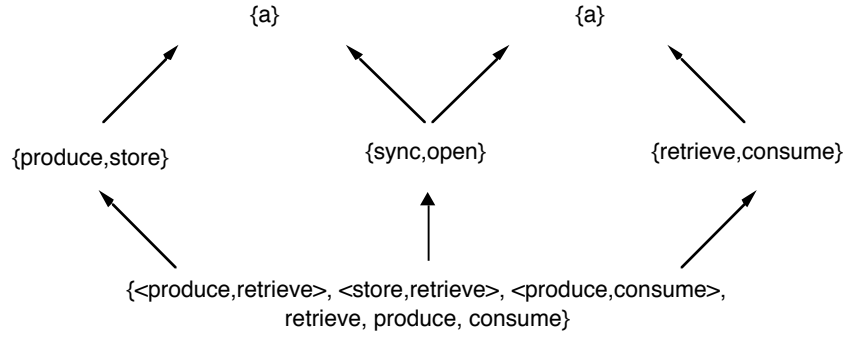 {a} {a}
{produce,store} {sync,open} {retrieve,consume}
{<produce,retrieve>, <store,retrieve>, <produce,consume>,
retrieve, produce, consume}